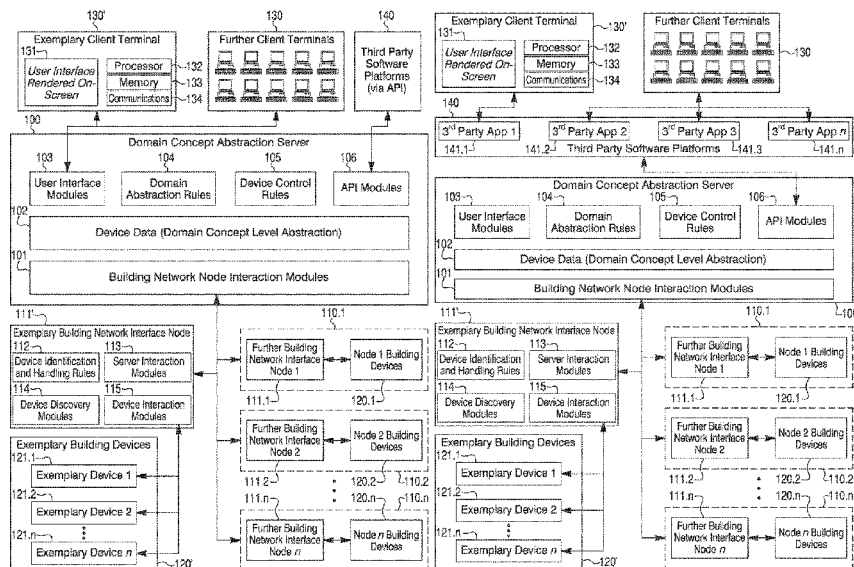 130'
Exemplary Client Terminal
131
User Interface
Rendered On-
Screen
Processor
132
Memory
133
Communications
134
130
Further Client Terminals
140
Third Party
Software
Platforms
(via API)
100
Domain Concept Abstraction Server
103
User Interface
Modules
104
Domain
Abstraction Rules
105
Device Control
Rules
106
API Modules
102
Device Data (Domain Concept Level Abstraction)
101
Building Network Node Interaction Modules
111'
Exemplary Building Network Interface Node
112
Device Identification
and Handling Rules
113
Server Interaction
Modules
114
Device Discovery
Modules
115
Device Interaction
Modules
Exemplary Building Devices
121.1
Exemplary Device 1
121.2
Exemplary Device 2
121.n
Exemplary Device n
120'
110.1
Further Building
Network Interface
Node 1
Node 1 Building
Devices
111.1
120.1
Further Building
Network Interface
Node 2
Node 2 Building
Devices
111.2
120.2
110.2
111.n
120.n
110.n
Further Building
Network Interface
Node n
Node n Building
Devices
Exemplary Client Terminal
130'
131
User Interface
Rendered On-
Screen
Processor
132
Memory
133
Communications
134
Further Client Terminals
130
140
3rd Party App 1
3rd Party App 2
3rd Party App 3
3rd Party App n
141.1
141.2
Third Party Software Platforms
141.3
141.n
Domain Concept Abstraction Server
103
User Interface
Modules
104
Domain
Abstraction Rules
105
Device Control
Rules
106
API Modules
102
Device Data (Domain Concept Level Abstraction)
101
Building Network Node Interaction Modules
100
111'
Exemplary Building Network Interface Node
112
Device Identification
and Handling Rules
113
Server Interaction
Modules
114
Device Discovery
Modules
115
Device Interaction
Modules
Exemplary Building Devices
121.1
Exemplary Device 1
121.2
Exemplary Device 2
121.n
Exemplary Device n
120'
110.1
Further Building
Network Interface
Node 1
Node 1 Building
Devices
111.1
120.1
Further Building
Network Interface
Node 2
Node 2 Building
Devices
111.2
120.2
110.2
111.n
120.n
110.n
Further Building
Network Interface
Node n
Node n Building
Devices